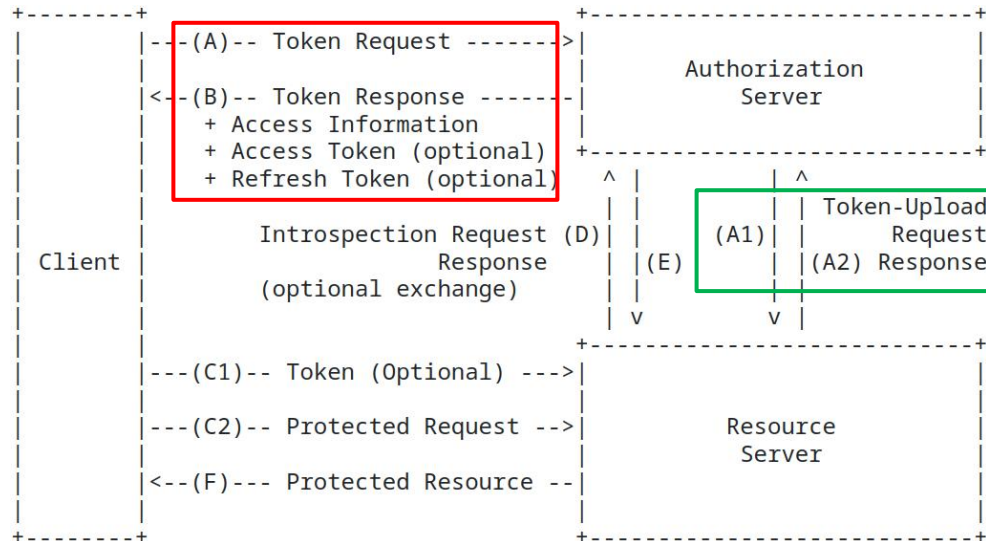 +--------+                               +----------------------------+
|        |---(A)-- Token Request ------->|                            |
|        |                               |       Authorization        |
|        |<--(B)-- Token Response -------|           Server           |
|        |    + Access Information       |                            |
|        |    + Access Token (optional)  +----------------------------+
|        |    + Refresh Token (optional)   ^ |         | ^
|        |                                 | |         | | Token-Upload
|        |        Introspection Request (D)| |    (A1)| |      Request
| Client |                     Response    | |(E)     | |(A2) Response
|        |        (optional exchange)      | |         | |
|        |                                 | v         v |
|        |                               +----------------------------+
|        |---(C1)-- Token (Optional) --->|                            |
|        |                               |                            |
|        |---(C2)-- Protected Request -->|          Resource          |
|        |                               |           Server           |
|        |<--(F)--- Protected Resource --|                            |
|        |                               |                            |
+--------+                               +----------------------------+